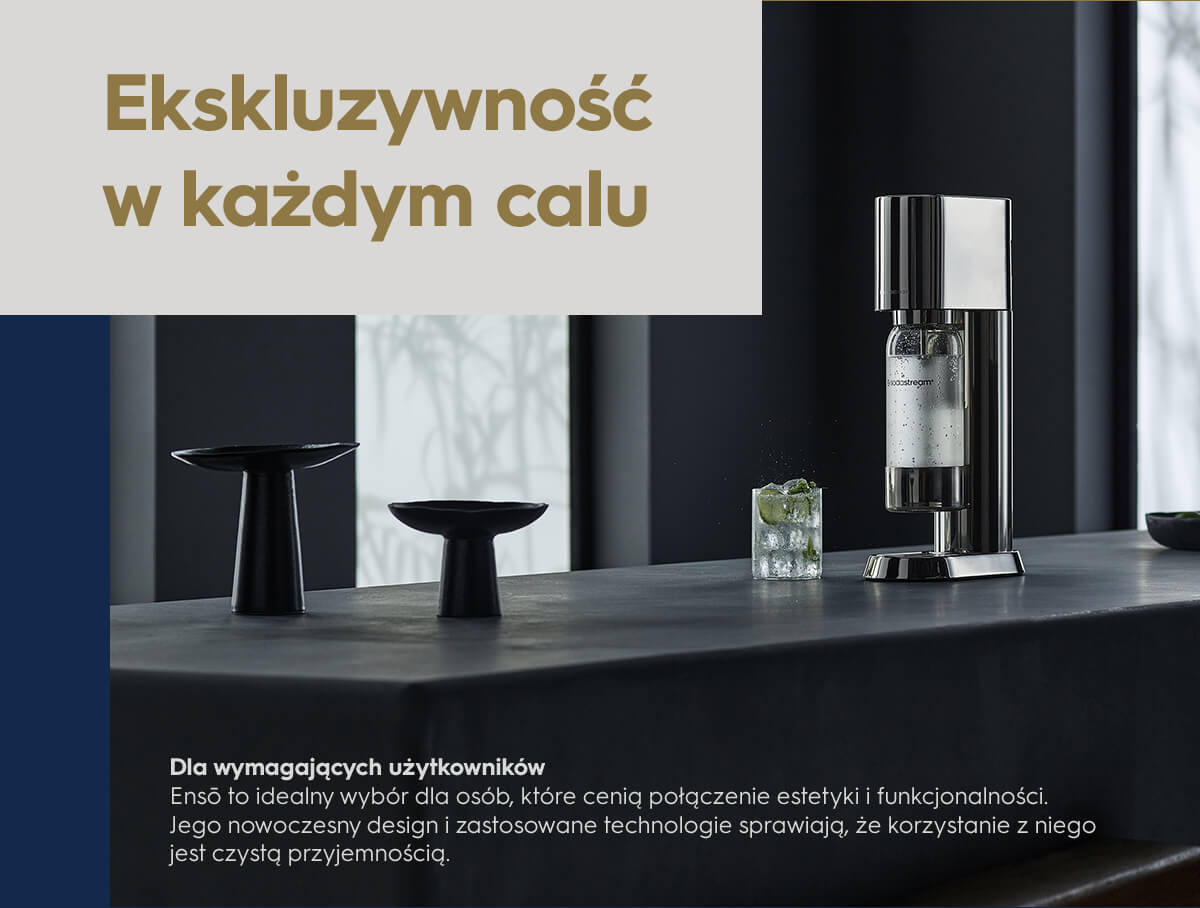 Ekskluzywność
w każdym calu
sodastream
Dla wymagających użytkowników
Ensō to idealny wybór dla osób, które cenią połączenie estetyki i funkcjonalności.
Jego nowoczesny design i zastosowane technologie sprawiają, że korzystanie z niego
jest czystą przyjemnością.